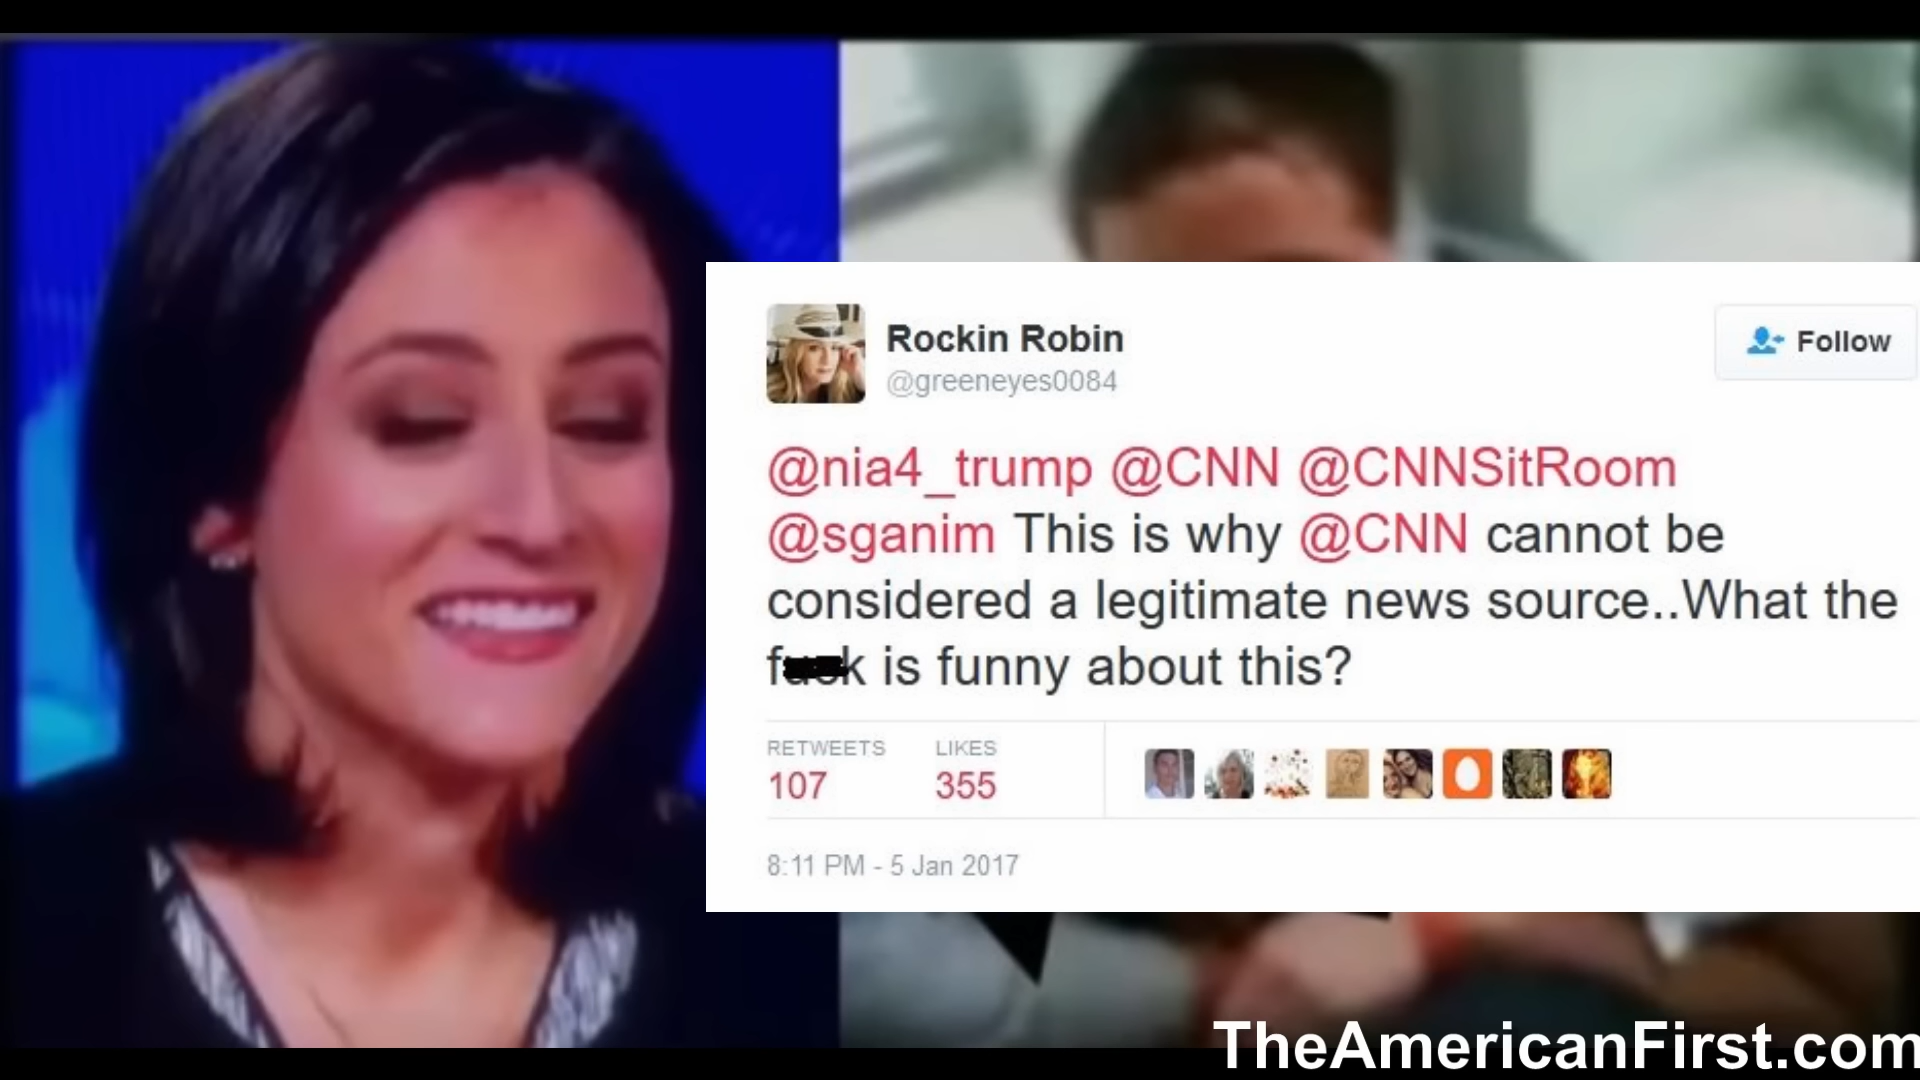 Rockin Robin
@greeneyes0084
Follow
@nia4_trump @CNN @CNNSitRoom
@sganim This is why @CNN cannot be
considered a legitimate news source..What the
fuck is funny about this?
RETWEETS LIKES
107 355
8:11 PM - 5 Jan 2017
TheAmericanFirst.com